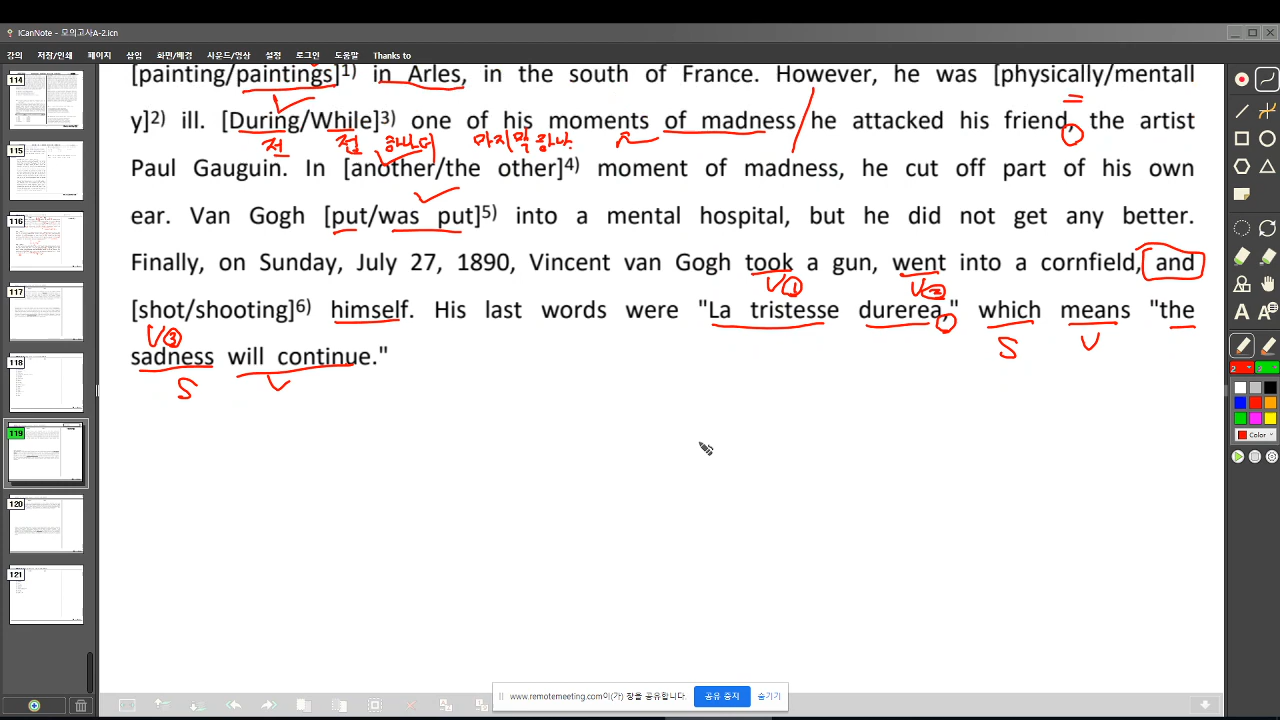 ICanNote - 모의고사A-2.icn
강의 저장/인쇄 페이지 삽입 화면/배경 사운드/영상 설정 로그인 도움말 Thanks to
114
115
116
117
118
119
120
121
[painting/paintings]1) in Arles, in the south of France. However, he was [physically/mentall
y]2) ill. [During/While]3) one of his moments of madness he attacked his friend, the artist
전 접 하나 더 마지막 하나
Paul Gauguin. In [another/the other]4) moment of madness, he cut off part of his own
ear. Van Gogh [put/was put]5) into a mental hospital, but he did not get any better.
Finally, on Sunday, July 27, 1890, Vincent van Gogh took a gun, went into a cornfield, and
V① V②
[shot/shooting]6) himself. His last words were "La tristesse durerea," which means "the
V③ S V
sadness will continue."
S V
Color
www.remotemeeting.com이(가) 창을 공유합니다. 공유 중지 숨기기